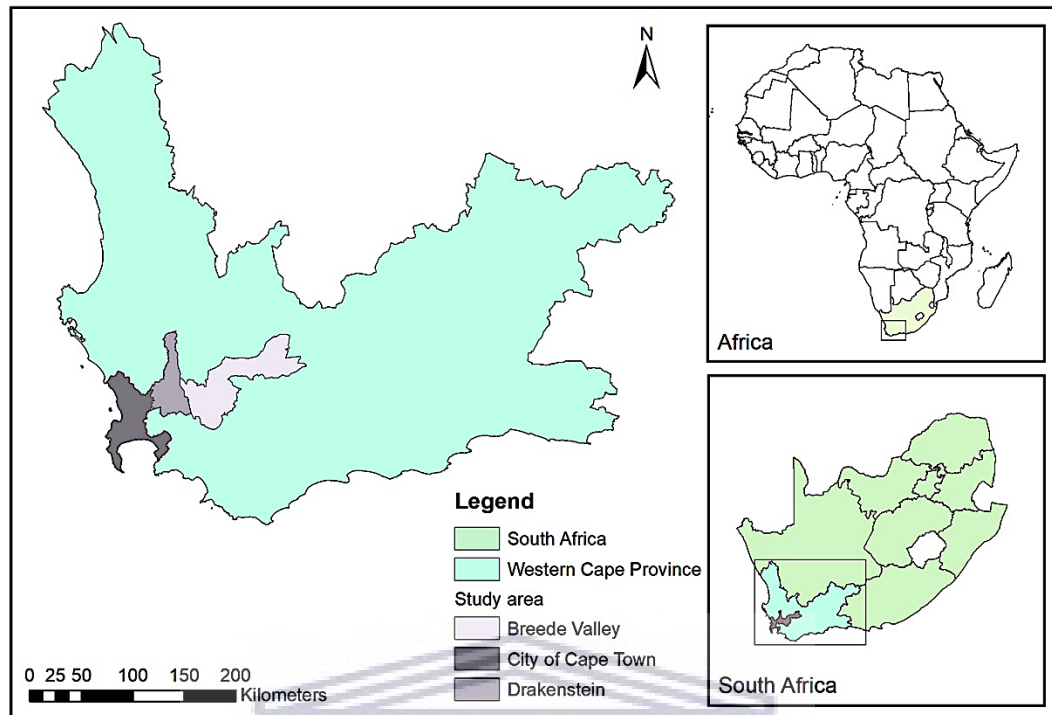 N
Africa
Legend
South Africa
Western Cape Province
Study area
Breede Valley
City of Cape Town
Drakenstein
0 25 50 100 150 200
Kilometers
South Africa